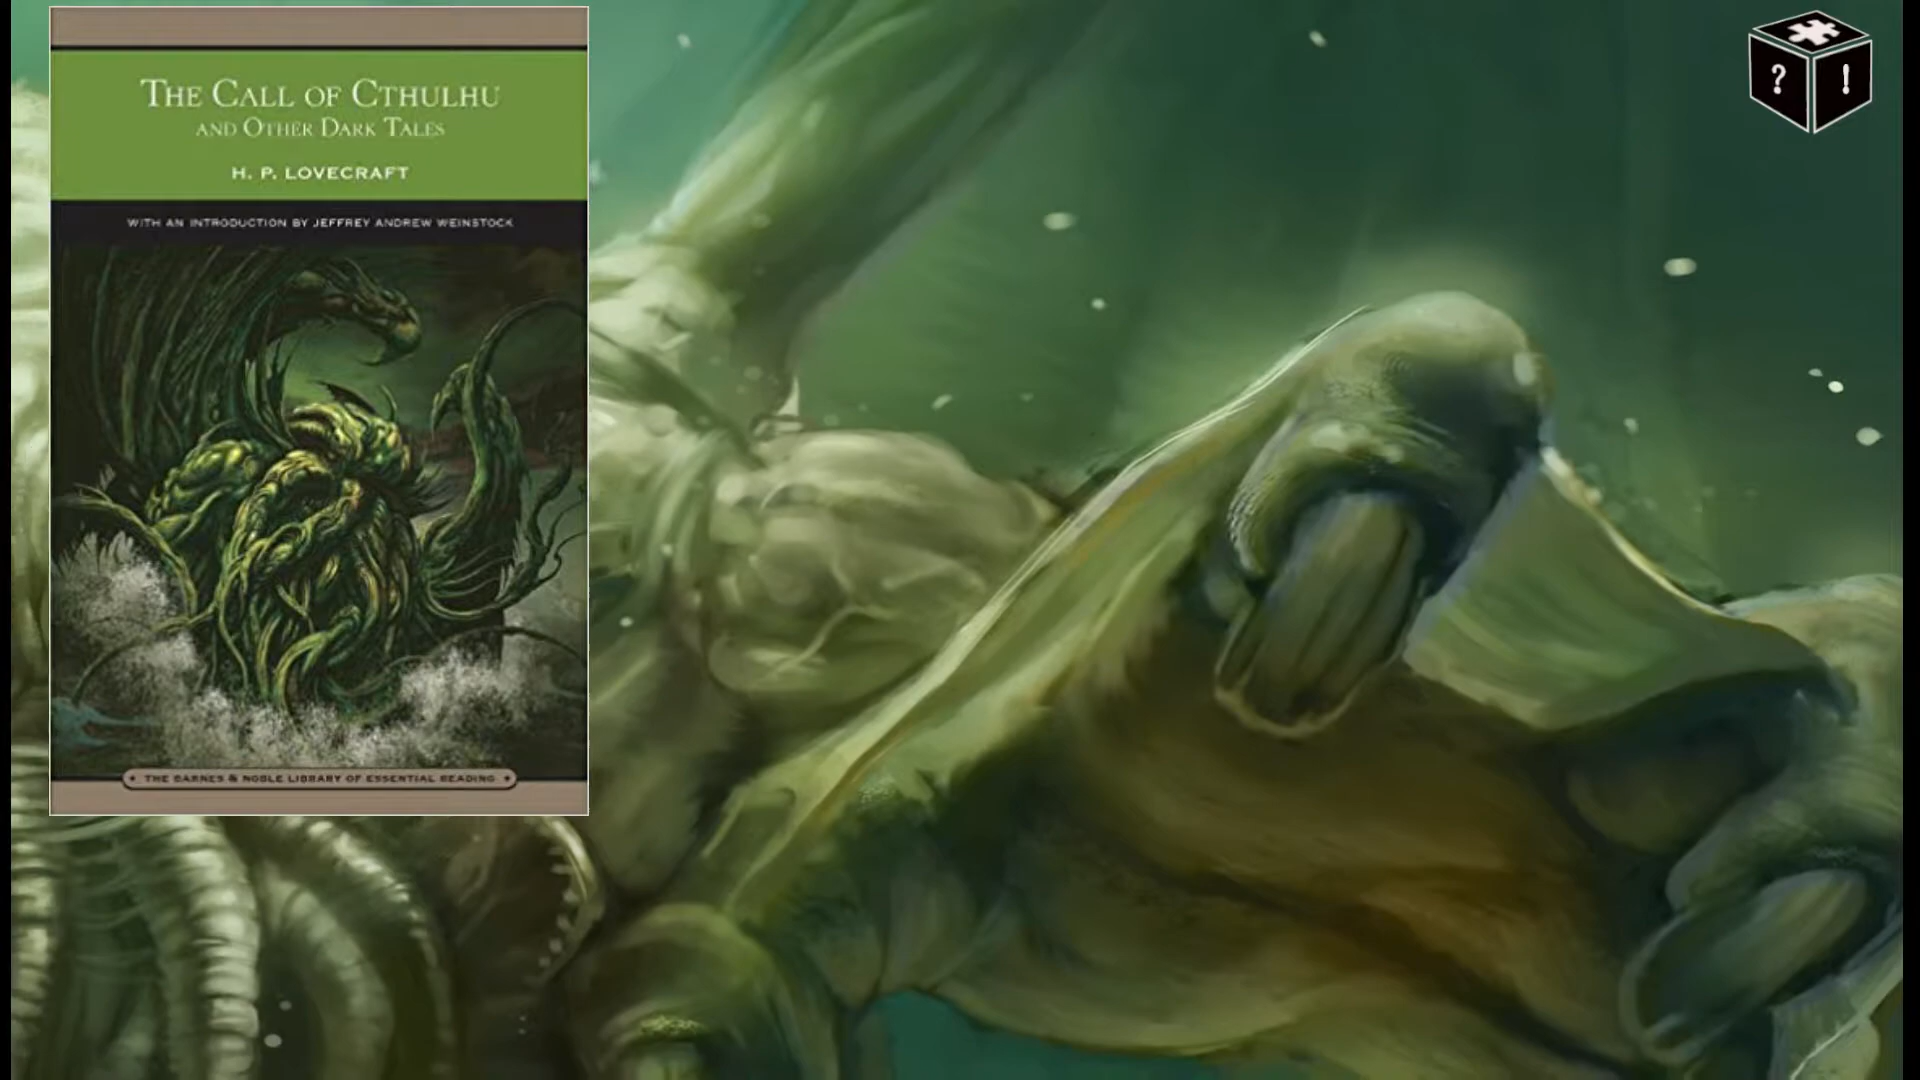 THE CALL OF CTHULHU
AND OTHER DARK TALES
H. P. LOVECRAFT
WITH AN INTRODUCTION BY JEFFREY ANDREW WEINSTOCK
THE BARNES & NOBLE LIBRARY OF ESSENTIAL READING
? !